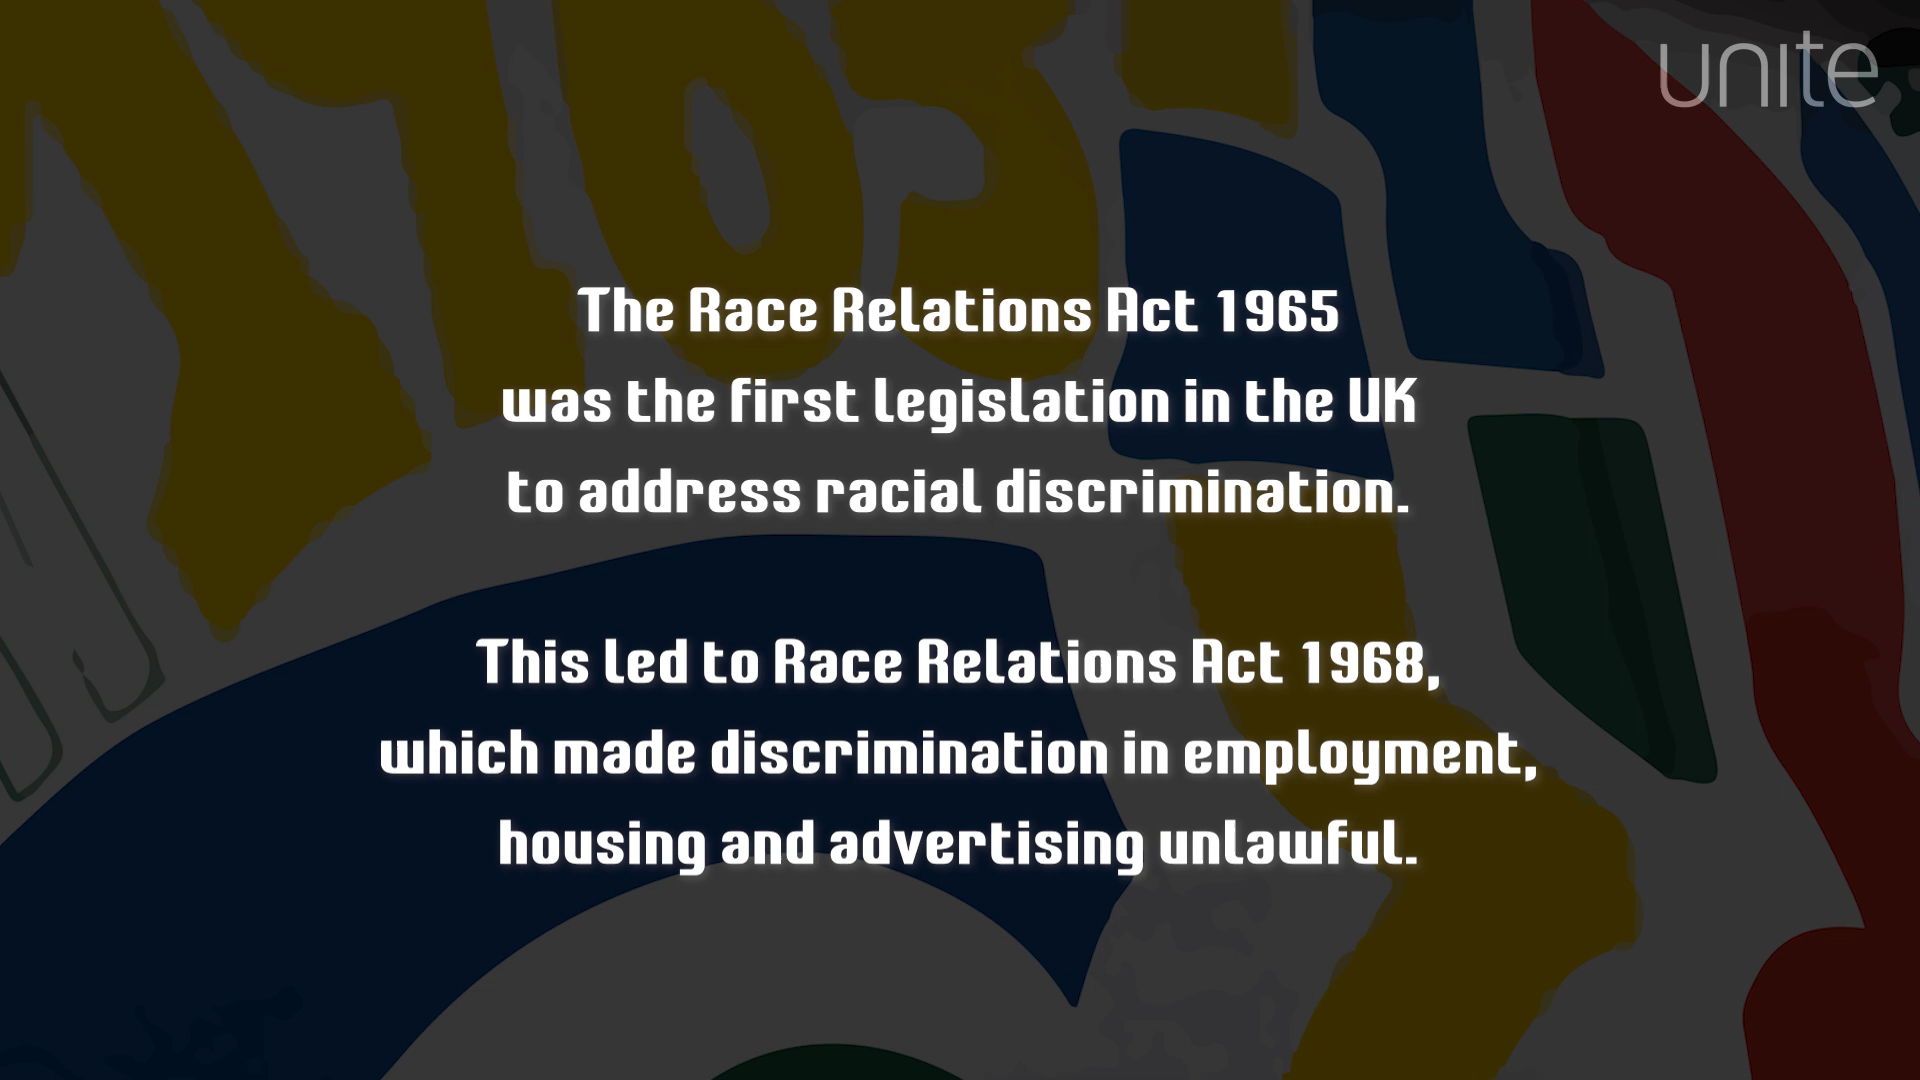 unite
The Race Relations Act 1965
was the first legislation in the UK
to address racial discrimination.
This led to Race Relations Act 1968,
which made discrimination in employment,
housing and advertising unlawful.